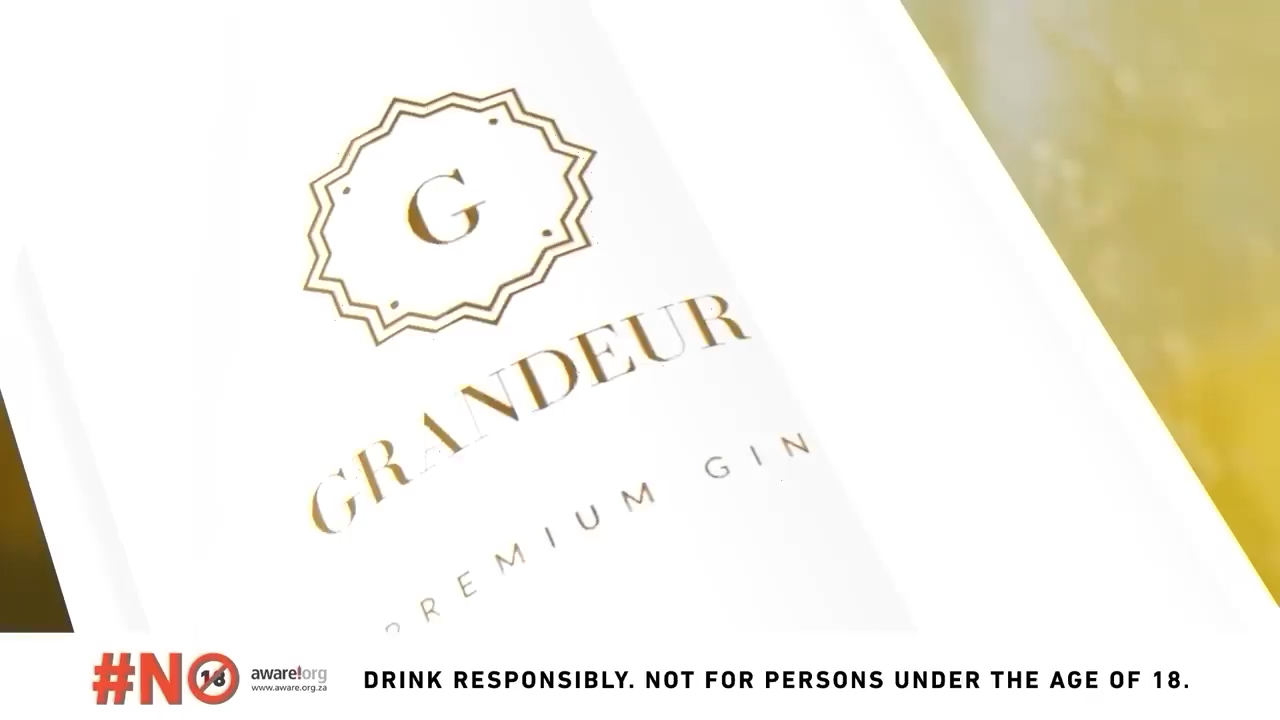 G
GRANDEUR
PREMIUM GIN
#NO
18
aware!org
www.aware.org.za
DRINK RESPONSIBLY. NOT FOR PERSONS UNDER THE AGE OF 18.